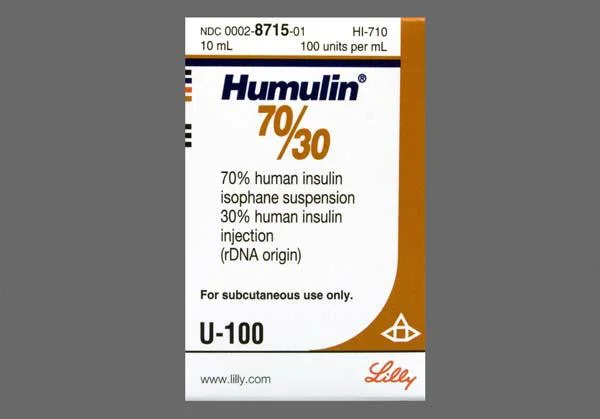 NDC 0002-8715-01 HI-710
10 mL 100 units per mL
Humulin®
70/30
70% human insulin
isophane suspension
30% human insulin
injection
(rDNA origin)
For subcutaneous use only.
U-100
www.lilly.com Lilly